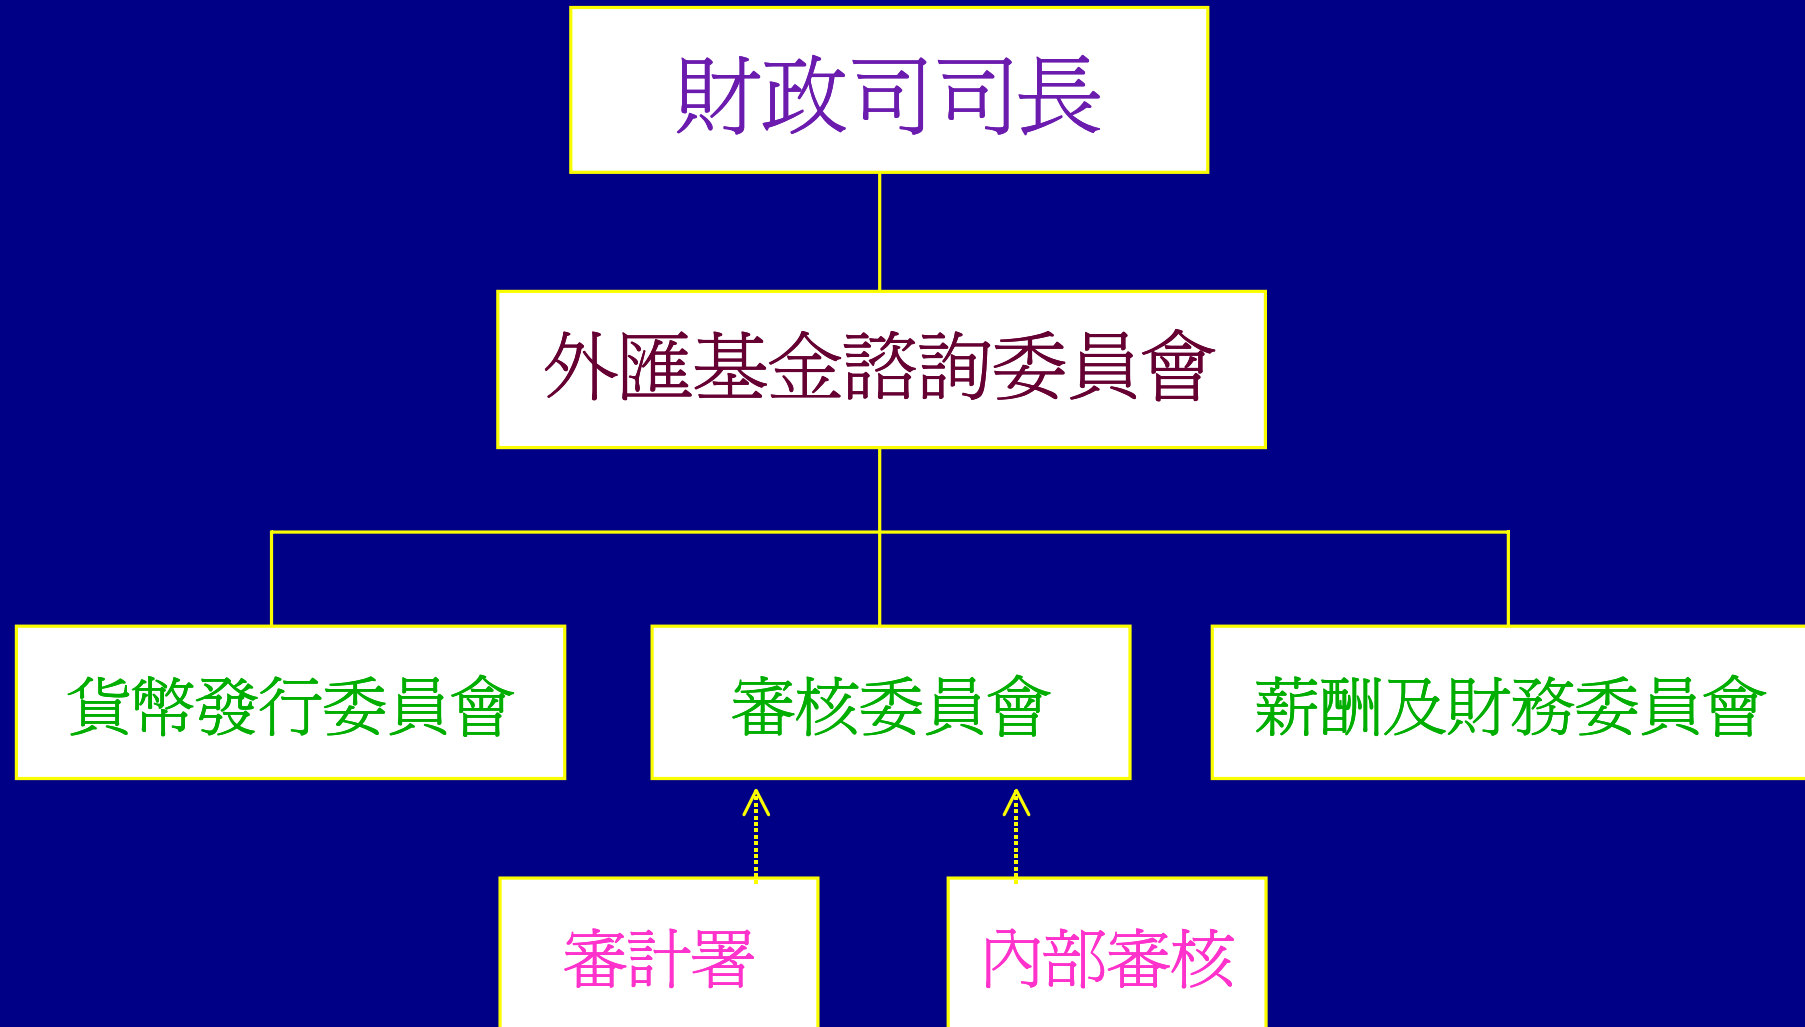 財政司司長
外匯基金諮詢委員會
貨幣發行委員會
審核委員會
薪酬及財務委員會
審計署
內部審核